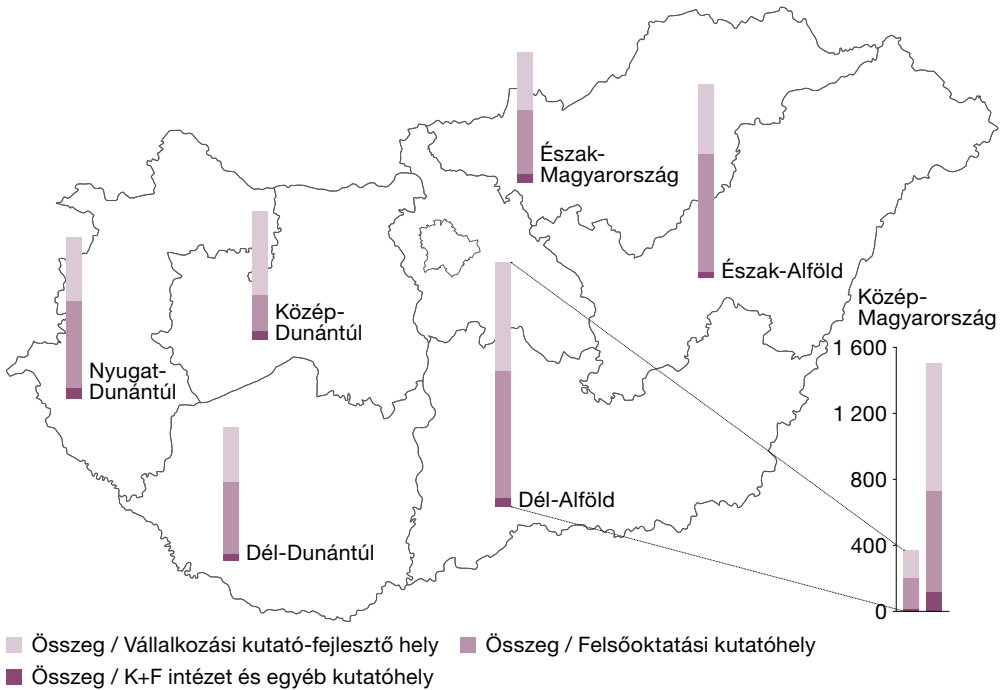 Észak-
Magyarország
Észak-Alföld
Közép-
Magyarország
Közép-
Dunántúl
Nyugat-
Dunántúl
Dél-Alföld
Dél-Dunántúl
1 600
1 200
800
400
0
Összeg / Vállalkozási kutató-fejlesztő hely Összeg / Felsőoktatási kutatóhely
Összeg / K+F intézet és egyéb kutatóhely